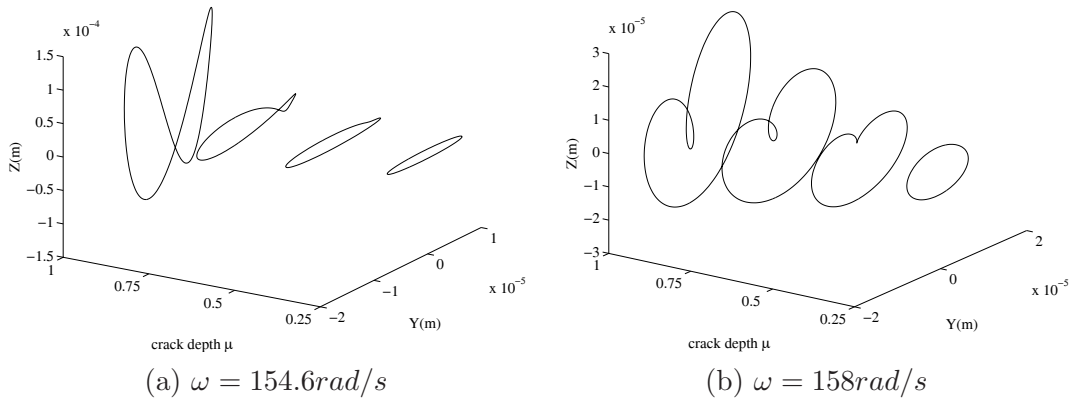 x 10⁻⁴
1.5
1
0.5
0
−0.5
−1
−1.5
Z(m)
1
0.75
0.5
0.25
crack depth μ
−2
−1
0
1
x 10⁻⁵
Y(m)
(a) ω = 154.6rad/s
x 10⁻⁵
3
2
1
0
−1
−2
−3
Z(m)
1
0.75
0.5
0.25
crack depth μ
−2
0
2
x 10⁻⁵
Y(m)
(b) ω = 158rad/s